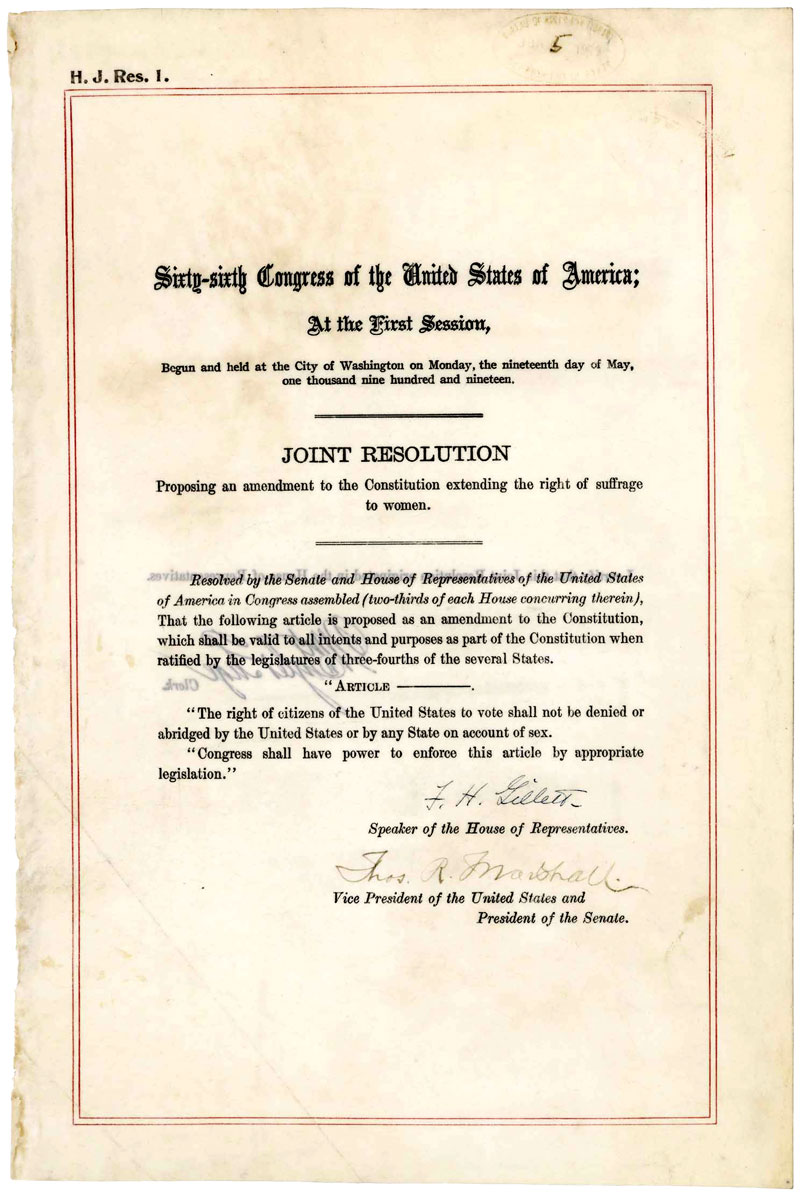 5
H. J. Res. 1.
Sixty-sixth Congress of the United States of America;
At the First Session,
Begun and held at the City of Washington on Monday, the nineteenth day of May,
one thousand nine hundred and nineteen.
JOINT RESOLUTION
Proposing an amendment to the Constitution extending the right of suffrage
to women.
Resolved by the Senate and House of Representatives of the United States
of America in Congress assembled (two-thirds of each House concurring therein),
That the following article is proposed as an amendment to the Constitution,
which shall be valid to all intents and purposes as part of the Constitution when
ratified by the legislatures of three-fourths of the several States.
"ARTICLE ————.
"The right of citizens of the United States to vote shall not be denied or
abridged by the United States or by any State on account of sex.
"Congress shall have power to enforce this article by appropriate
legislation."
F. H. Gillett
Speaker of the House of Representatives.
Thos. R. Marshall.
Vice President of the United States and
President of the Senate.